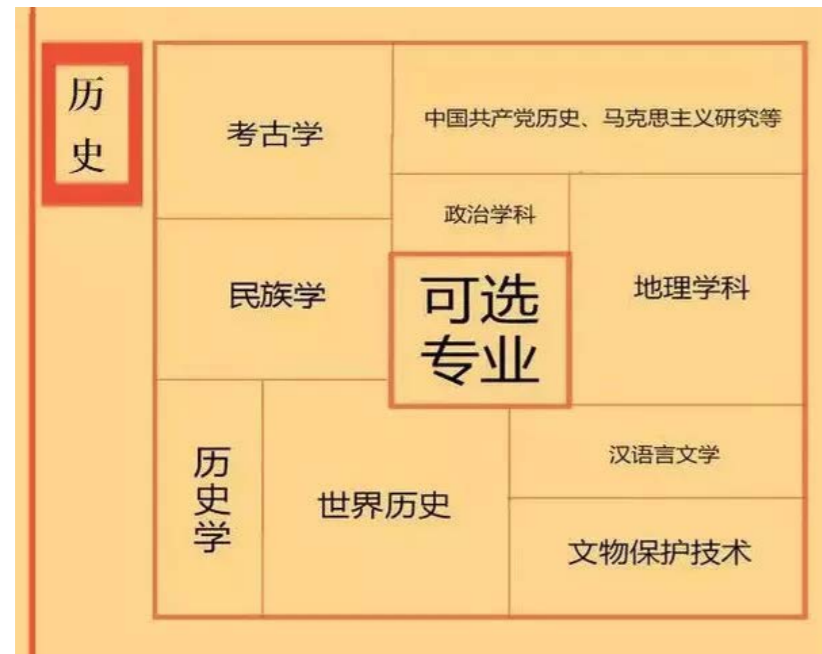 历
史
考古学
中国共产党历史、马克思主义研究等
政治学科
民族学
可选
专业
地理学科
历
史
学
世界历史
汉语言文学
文物保护技术